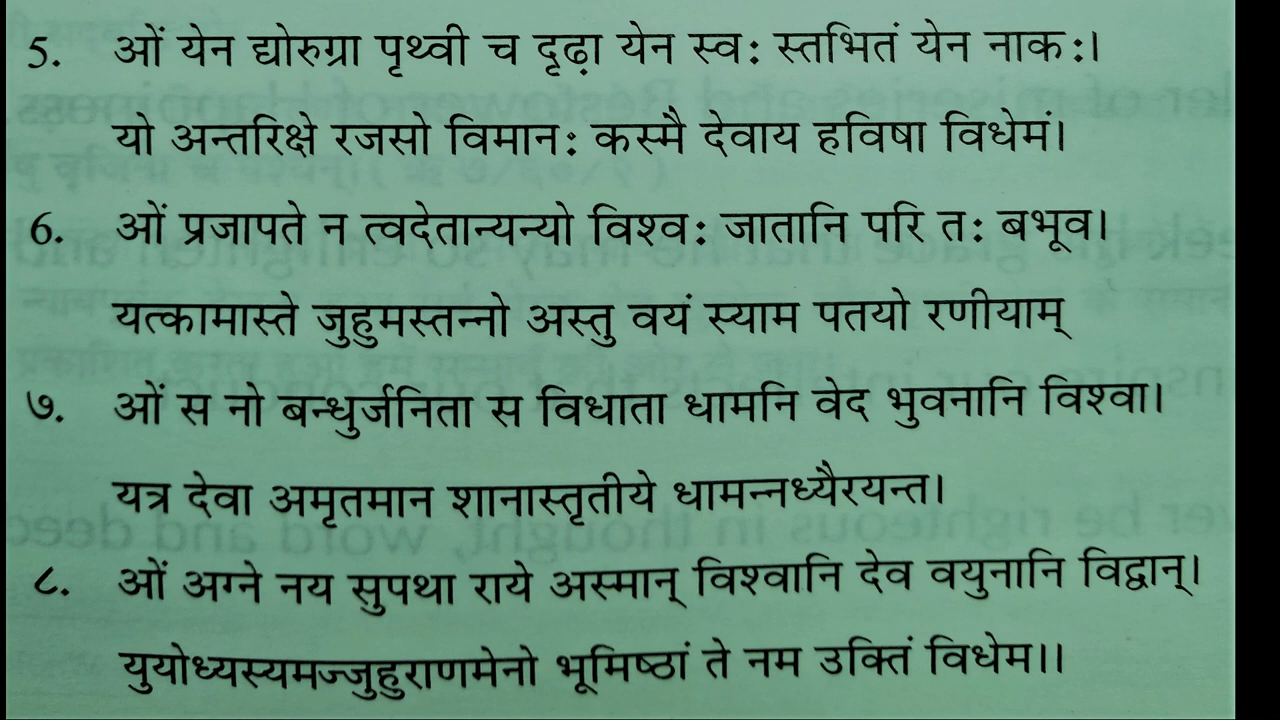 5. ओं येन द्योरुग्रा पृथ्वी च दृढ़ा येन स्व: स्तभितं येन नाक:।
यो अन्तरिक्षे रजसो विमान: कस्मै देवाय हविषा विधेमं।
6. ओं प्रजापते न त्वदेतान्यन्यो विश्व: जातानि परि त: बभूव।
यत्कामास्ते जुहुमस्तन्नो अस्तु वयं स्याम पतयो रणीयाम्
७. ओं स नो बन्धुर्जनिता स विधाता धामनि वेद भुवनानि विश्वा।
यत्र देवा अमृतमान शानास्तृतीये धामन्नध्यैरयन्त।
८. ओं अग्ने नय सुपथा राये अस्मान् विश्वानि देव वयुनानि विद्वान्।
युयोध्यस्यमज्जुहुराणमेनो भूमिष्ठां ते नम उक्तिं विधेम।।